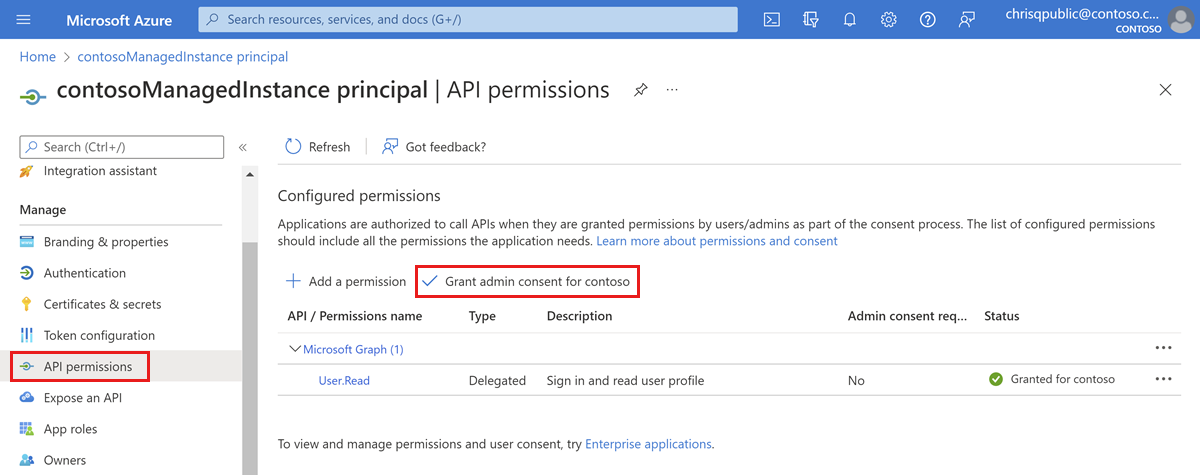 Microsoft Azure
Search resources, services, and docs (G+/)
chrisqpublic@contoso.c...
CONTOSO
Home > contosoManagedInstance principal
contosoManagedInstance principal | API permissions
Search (Ctrl+/)
«
Refresh
Got feedback?
Integration assistant
Manage
Branding & properties
Authentication
Certificates & secrets
Token configuration
API permissions
Expose an API
App roles
Owners
Configured permissions
Applications are authorized to call APIs when they are granted permissions by users/admins as part of the consent process. The list of configured permissions
should include all the permissions the application needs. Learn more about permissions and consent
Add a permission
Grant admin consent for contoso
API / Permissions name Type Description Admin consent req... Status
Microsoft Graph (1)
User.Read Delegated Sign in and read user profile No Granted for contoso
To view and manage permissions and user consent, try Enterprise applications.